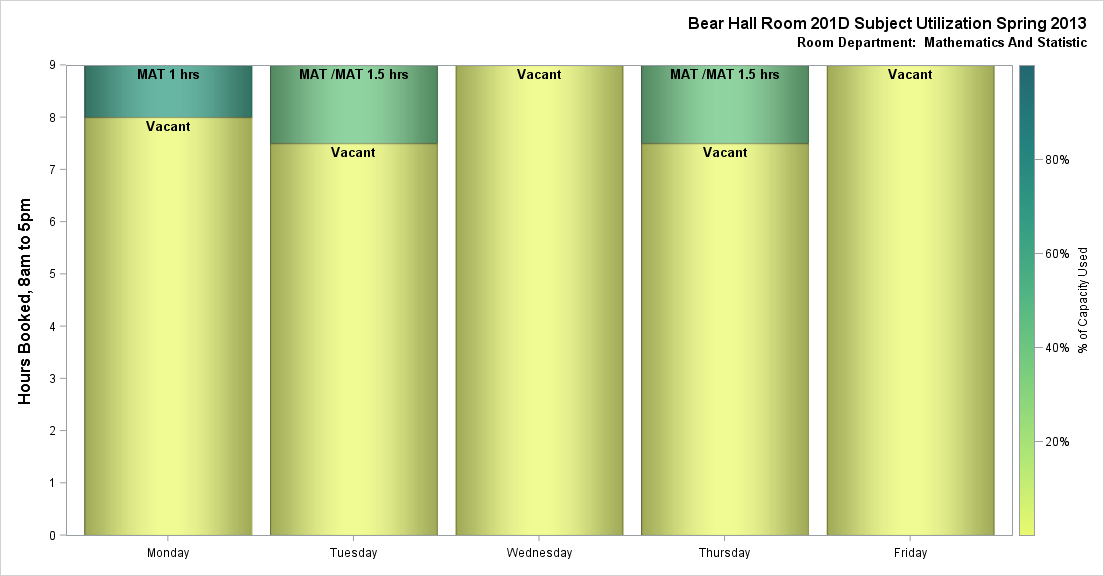 Bear Hall Room 201D Subject Utilization Spring 2013
Room Department:  Mathematics And Statistic
Hours Booked, 8am to 5pm
9
8
7
6
5
4
3
2
1
0
MAT 1 hrs
Vacant
MAT /MAT 1.5 hrs
Vacant
Vacant
MAT /MAT 1.5 hrs
Vacant
Vacant
Monday
Tuesday
Wednesday
Thursday
Friday
80%
60%
40%
20%
% of Capacity Used